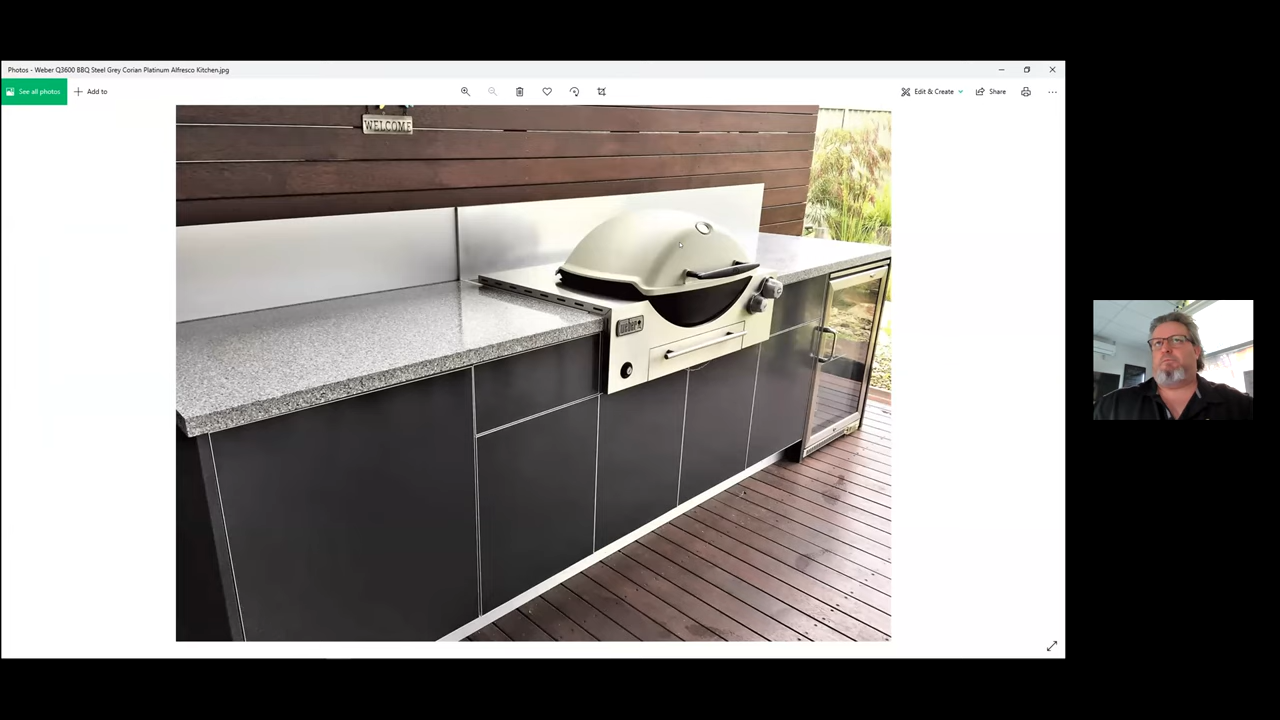 Photos - Weber Q3600 BBQ Steel Grey Corian Platinum Alfresco Kitchen.jpg
See all photos
Add to
Edit & Create
Share
WELCOME
weber